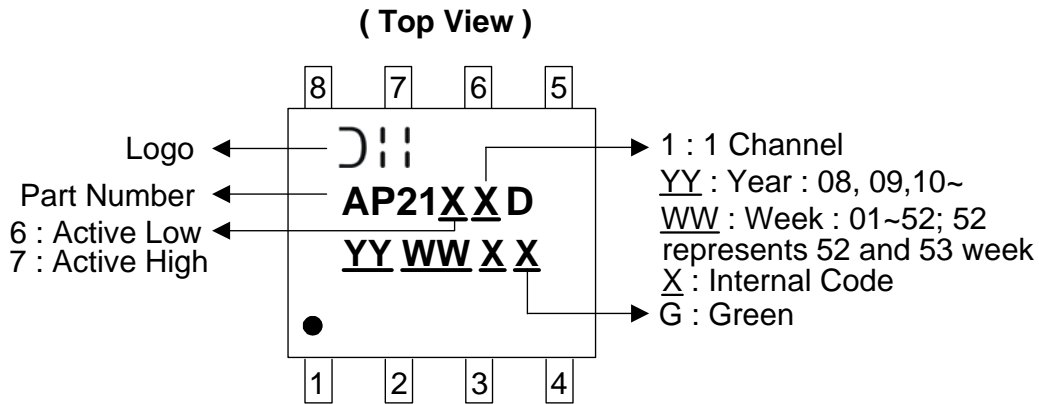 ( Top View )
8 7 6 5
Logo
Part Number
6 : Active Low
7 : Active High
AP21XXD
YY WW X X
1 : 1 Channel
YY : Year : 08, 09,10~
WW : Week : 01~52; 52
represents 52 and 53 week
X : Internal Code
G : Green
1 2 3 4